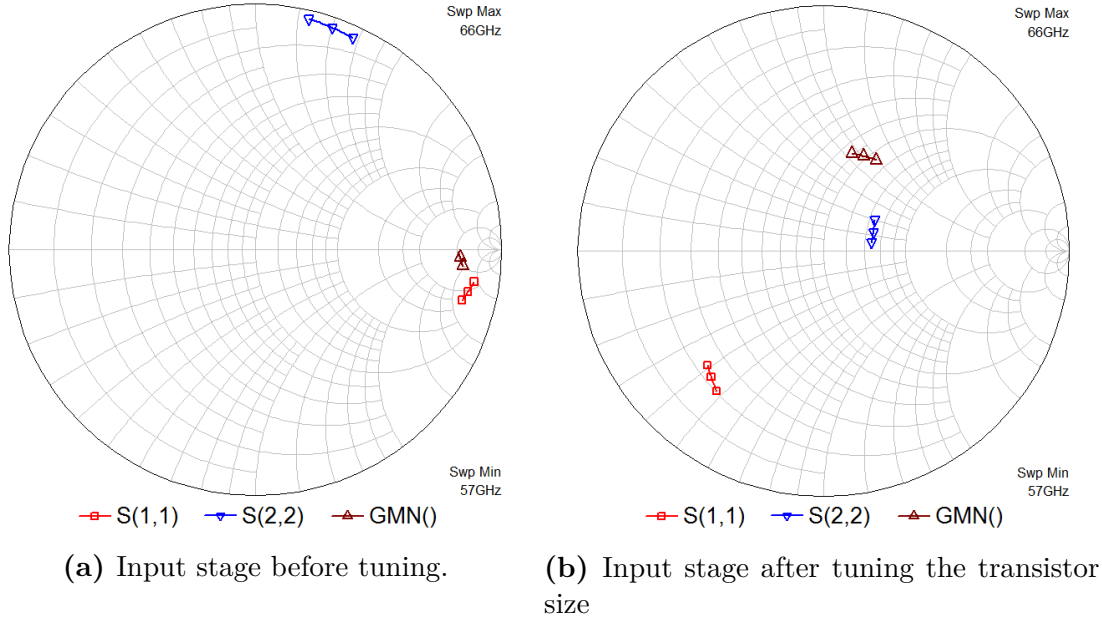 Swp Max
66GHz
Swp Min
57GHz
S(1,1) S(2,2) GMN()
(a) Input stage before tuning.
Swp Max
66GHz
Swp Min
57GHz
S(1,1) S(2,2) GMN()
(b) Input stage after tuning the transistor
size